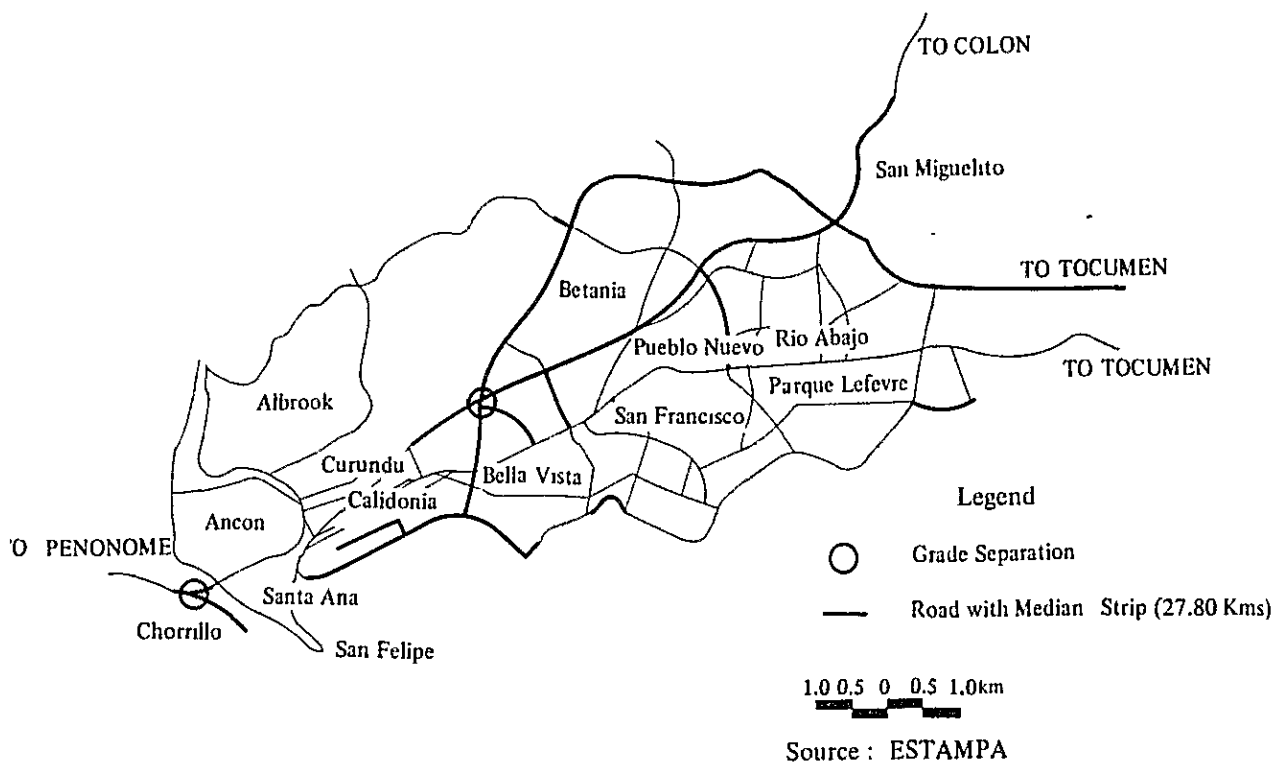 TO COLON
San Miguelito
TO TOCUMEN
Betania
Pueblo Nuevo
Rio Abajo
TO TOCUMEN
Parque Lefevre
Albrook
San Francisco
Curundu
Bella Vista
Calidonia
Ancon
TO PENONOME
Santa Ana
Chorrillo
San Felipe
Legend
Grade Separation
Road with Median Strip (27.80 Kms)
1.0 0.5 0 0.5 1.0km
Source : ESTAMPA